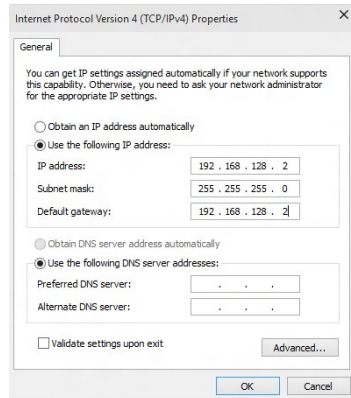 Internet Protocol Version 4 (TCP/IPv4) Properties
General
You can get IP settings assigned automatically if your network supports
this capability. Otherwise, you need to ask your network administrator
for the appropriate IP settings.
Obtain an IP address automatically
Use the following IP address:
IP address: 192 . 168 . 128 . 2
Subnet mask: 255 . 255 . 255 . 0
Default gateway: 192 . 168 . 128 . 2
Obtain DNS server address automatically
Use the following DNS server addresses:
Preferred DNS server: . . .
Alternate DNS server: . . .
Validate settings upon exit
Advanced...
OK Cancel